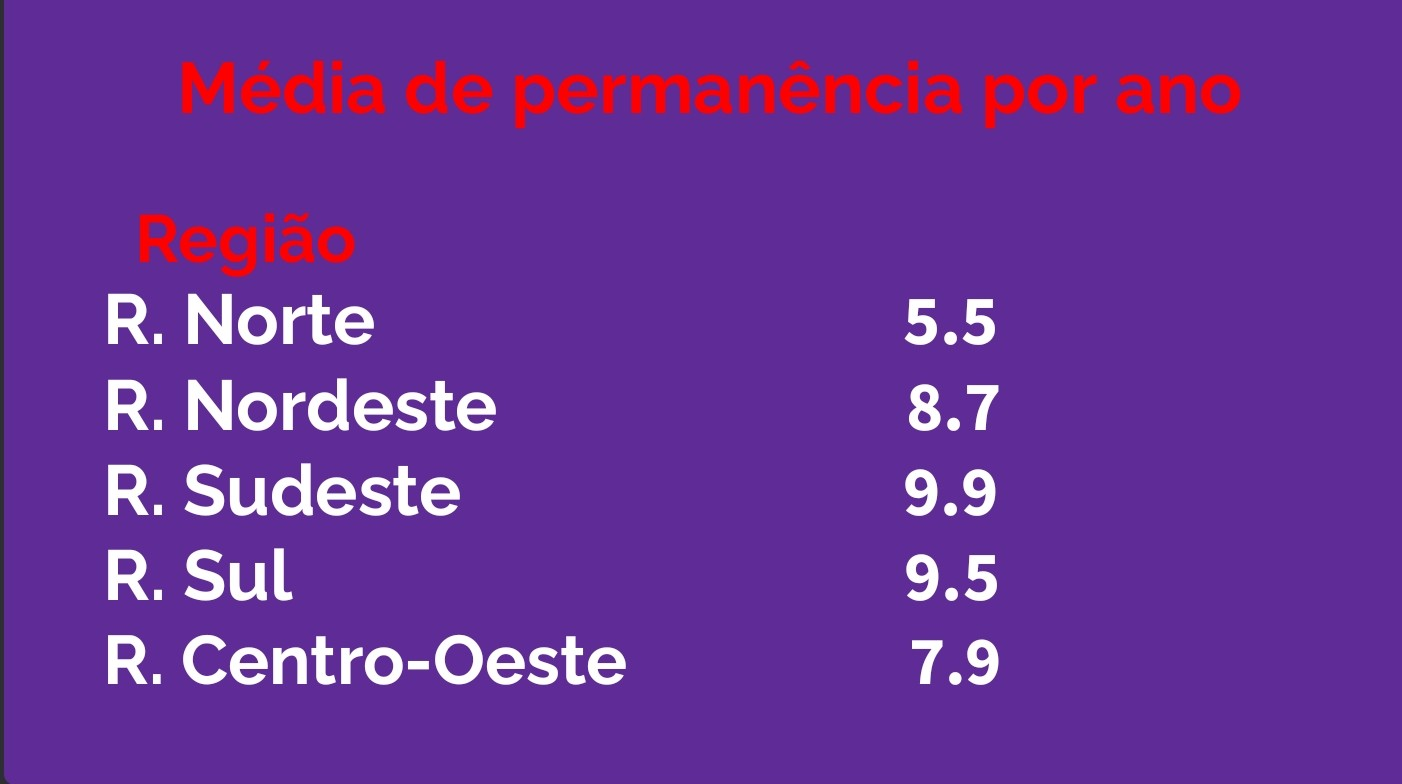 Média de permanência por ano
Região
R. Norte 5.5
R. Nordeste 8.7
R. Sudeste 9.9
R. Sul 9.5
R. Centro-Oeste 7.9